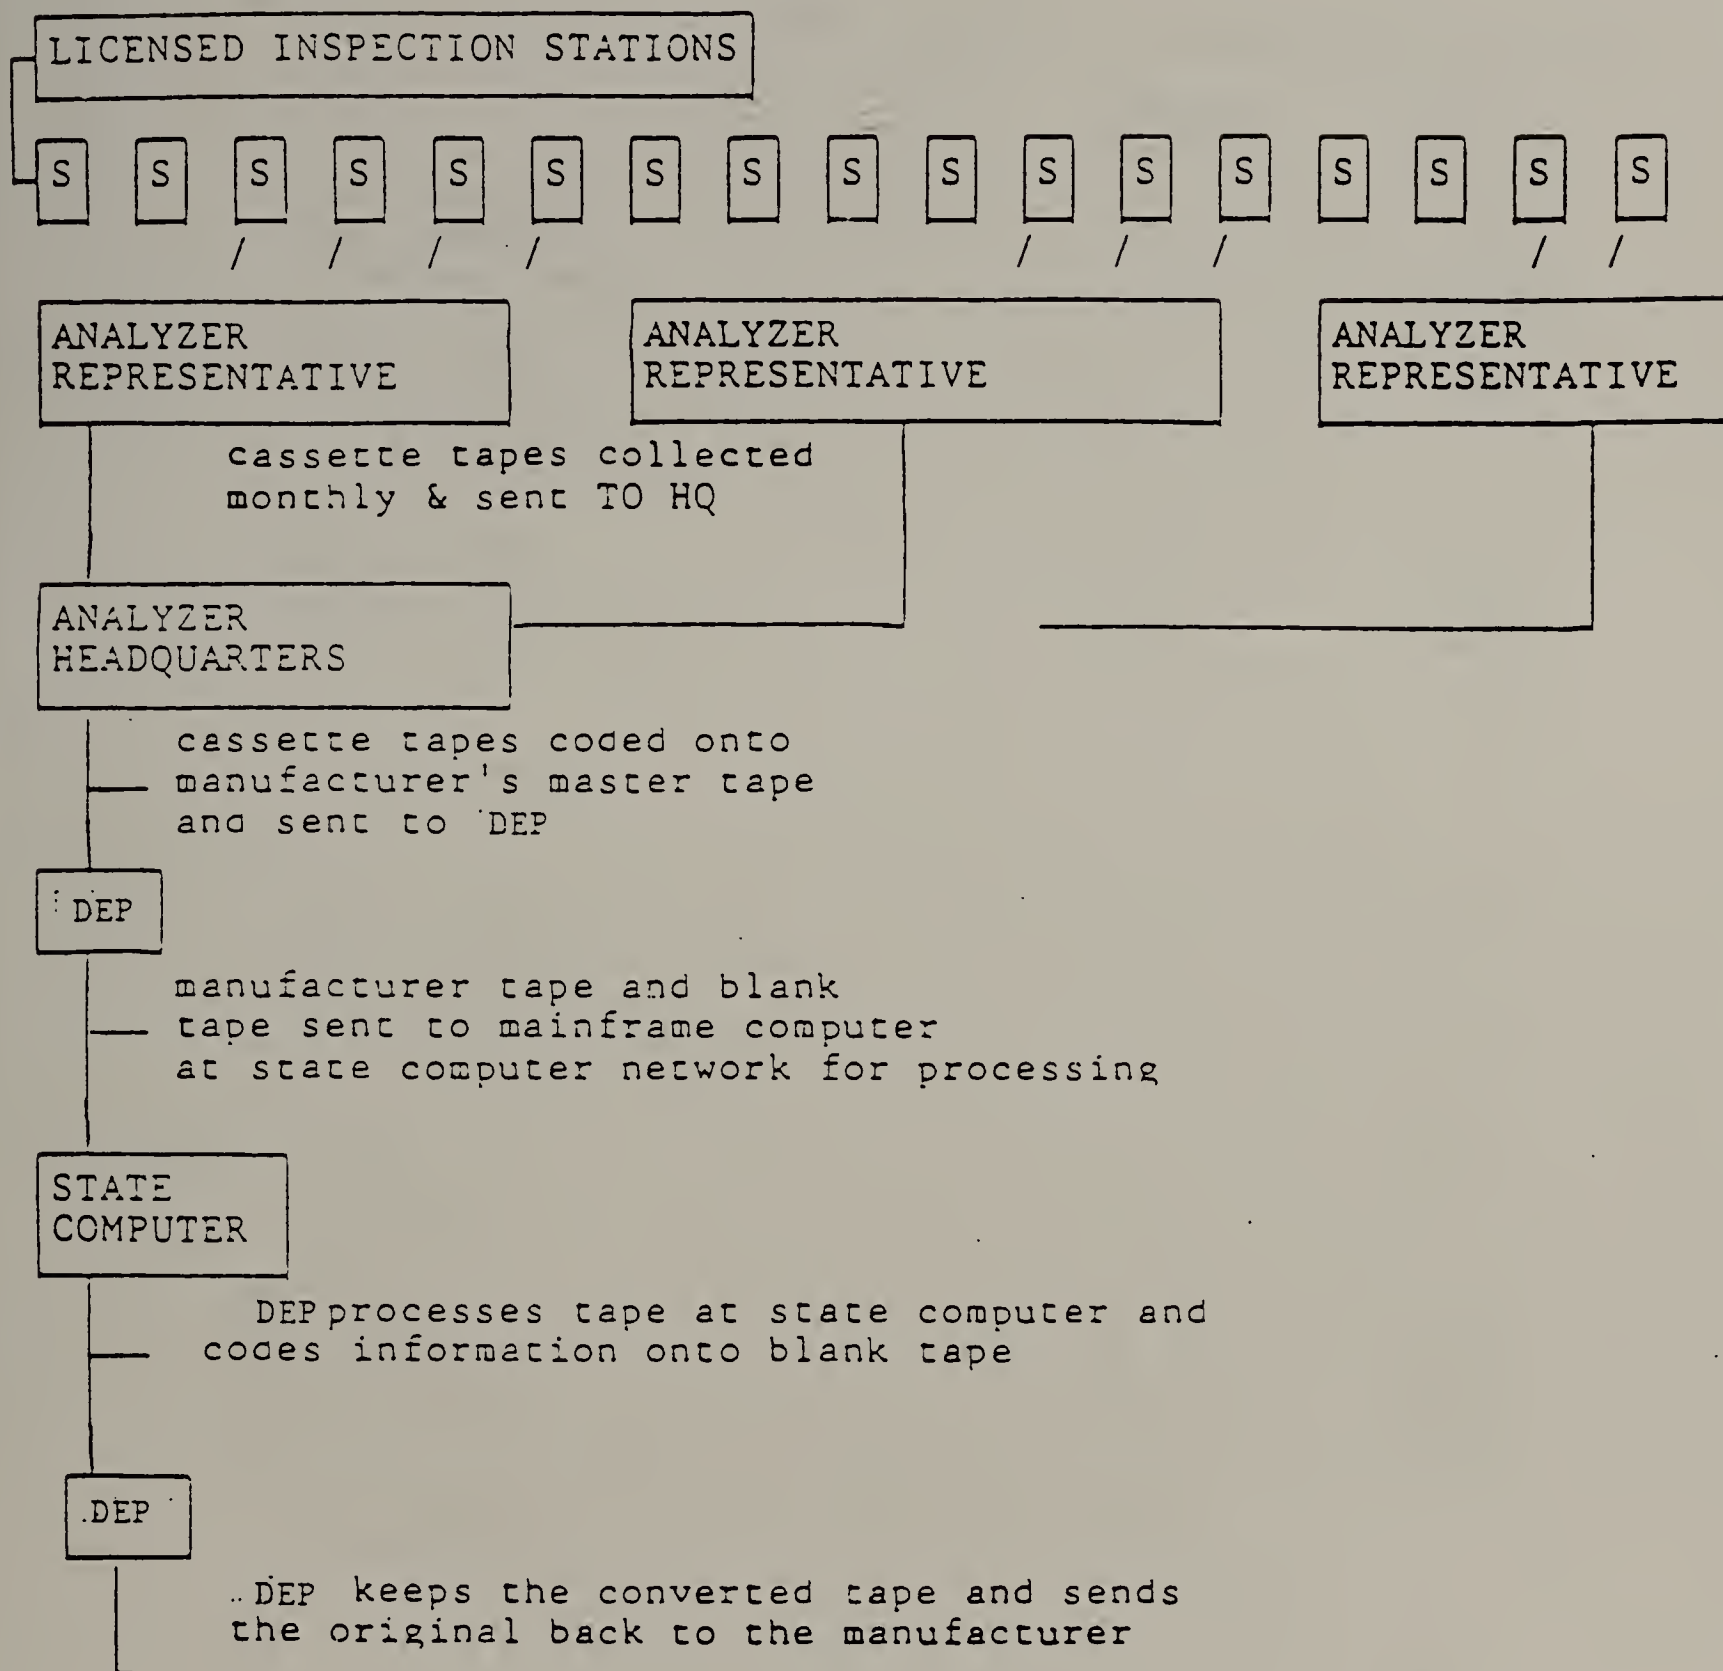 LICENSED INSPECTION STATIONS
S S S S S S S S S S S S S S S S S
/ / / / / / / / /
ANALYZER
REPRESENTATIVE
ANALYZER
REPRESENTATIVE
ANALYZER
REPRESENTATIVE
cassette tapes collected
monthly & sent TO HQ
ANALYZER
HEADQUARTERS
cassette tapes coded onto
manufacturer's master tape
and sent to DEP
DEP
manufacturer tape and blank
tape sent to mainframe computer
at state computer network for processing
STATE
COMPUTER
DEP processes tape at state computer and
codes information onto blank tape
DEP
DEP keeps the converted tape and sends
the original back to the manufacturer